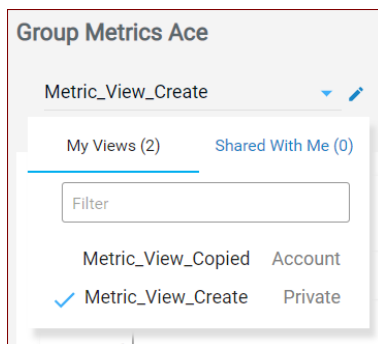 Group Metrics Ace
Metric_View_Create
My Views (2) Shared With Me (0)
Filter
Metric_View_Copied Account
Metric_View_Create Private